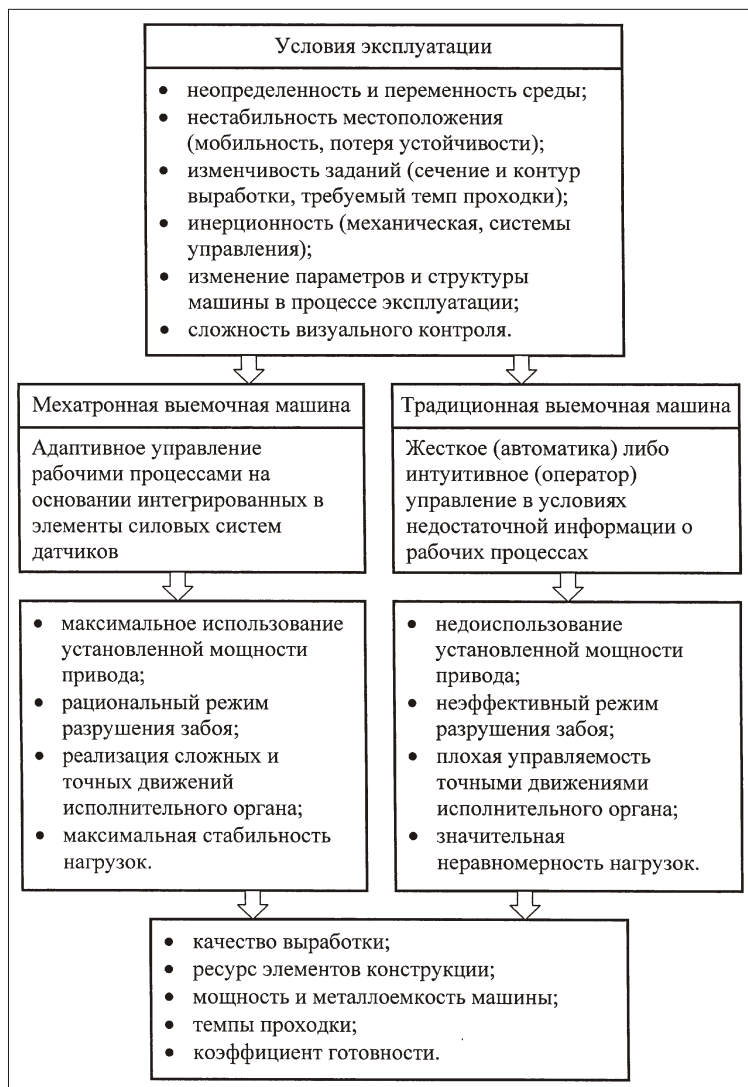 Условия эксплуатации
• неопределенность и переменность среды;
• нестабильность местоположения
(мобильность, потеря устойчивости);
• изменчивость заданий (сечение и контур
выработки, требуемый темп проходки);
• инерционность (механическая, системы
управления);
• изменение параметров и структуры
машины в процессе эксплуатации;
• сложность визуального контроля.
Мехатронная выемочная машина
Адаптивное управление
рабочими процессами на
основании интегрированных в
элементы силовых систем
датчиков
Традиционная выемочная машина
Жесткое (автоматика) либо
интуитивное (оператор)
управление в условиях
недостаточной информации о
рабочих процессах
• максимальное использование
установленной мощности
привода;
• рациональный режим
разрушения забоя;
• реализация сложных и
точных движений
исполнительного органа;
• максимальная стабильность
нагрузок.
• недоиспользование
установленной мощности
привода;
• неэффективный режим
разрушения забоя;
• плохая управляемость
точными движениями
исполнительного органа;
• значительная
неравномерность нагрузок.
• качество выработки;
• ресурс элементов конструкции;
• мощность и металлоемкость машины;
• темпы проходки;
• коэффициент готовности.